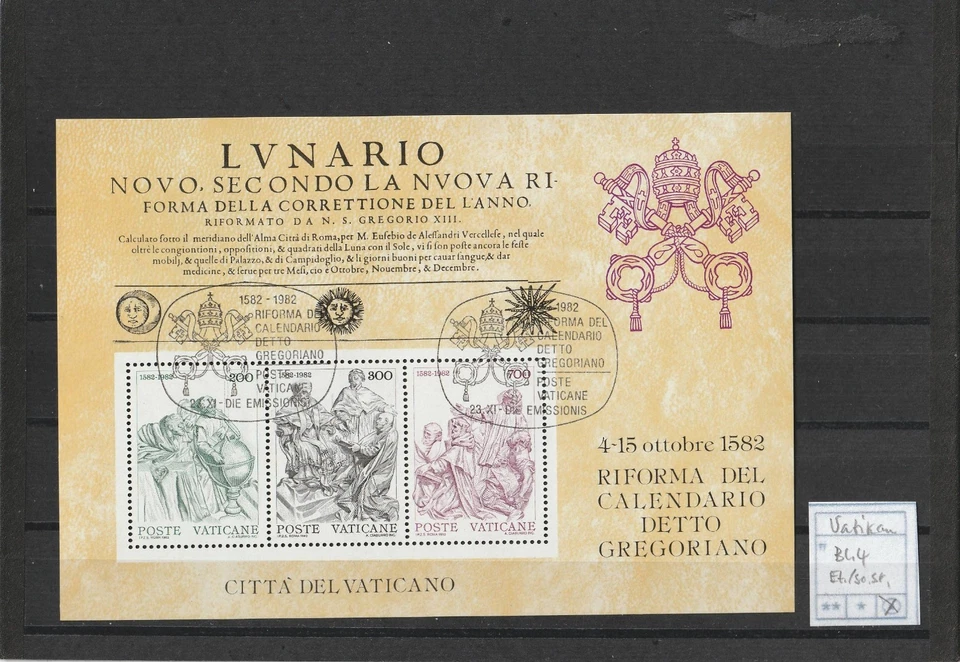 LVNARIO
NOVO, SECONDO LA NVOVA RI-
FORMA DELLA CORRETTIONE DEL L'ANNO.
RIFORMATO DA N. S. GREGORIO XIII.
Calculato sotto il meridiano dell'Alma Città di Roma, per M. Eusebio de Alessandri Vercellese, nel quale
oltre le congiontioni, oppositioni, & quadrati della Luna con il Sole, vi si son poste ancora le feste
mobilj, & quelle di Palazzo, & di Campidoglio, & li giorni buoni per cauar sangue, & dar
medicine, & serue per tre Mesi, cio e Ottobre, Nouembre, & Decembre.
1582 - 1982
RIFORMA DEL
CALENDARIO
DETTO
GREGORIANO
POSTE
VATICANE
23 XI - DIE EMISSIONIS
1982
RIFORMA DEL
CALENDARIO
DETTO
GREGORIANO
POSTE
VATICANE
23 XI - DIE EMISSIONIS
1582-1982 200
POSTE VATICANE
1582-1982 300
POSTE VATICANE
1582-1982 700
POSTE VATICANE
4-15 ottobre 1582
RIFORMA DEL
CALENDARIO
DETTO
GREGORIANO
CITTÀ DEL VATICANO
Vatikan
Bl. 4
Et./so.st.
** *